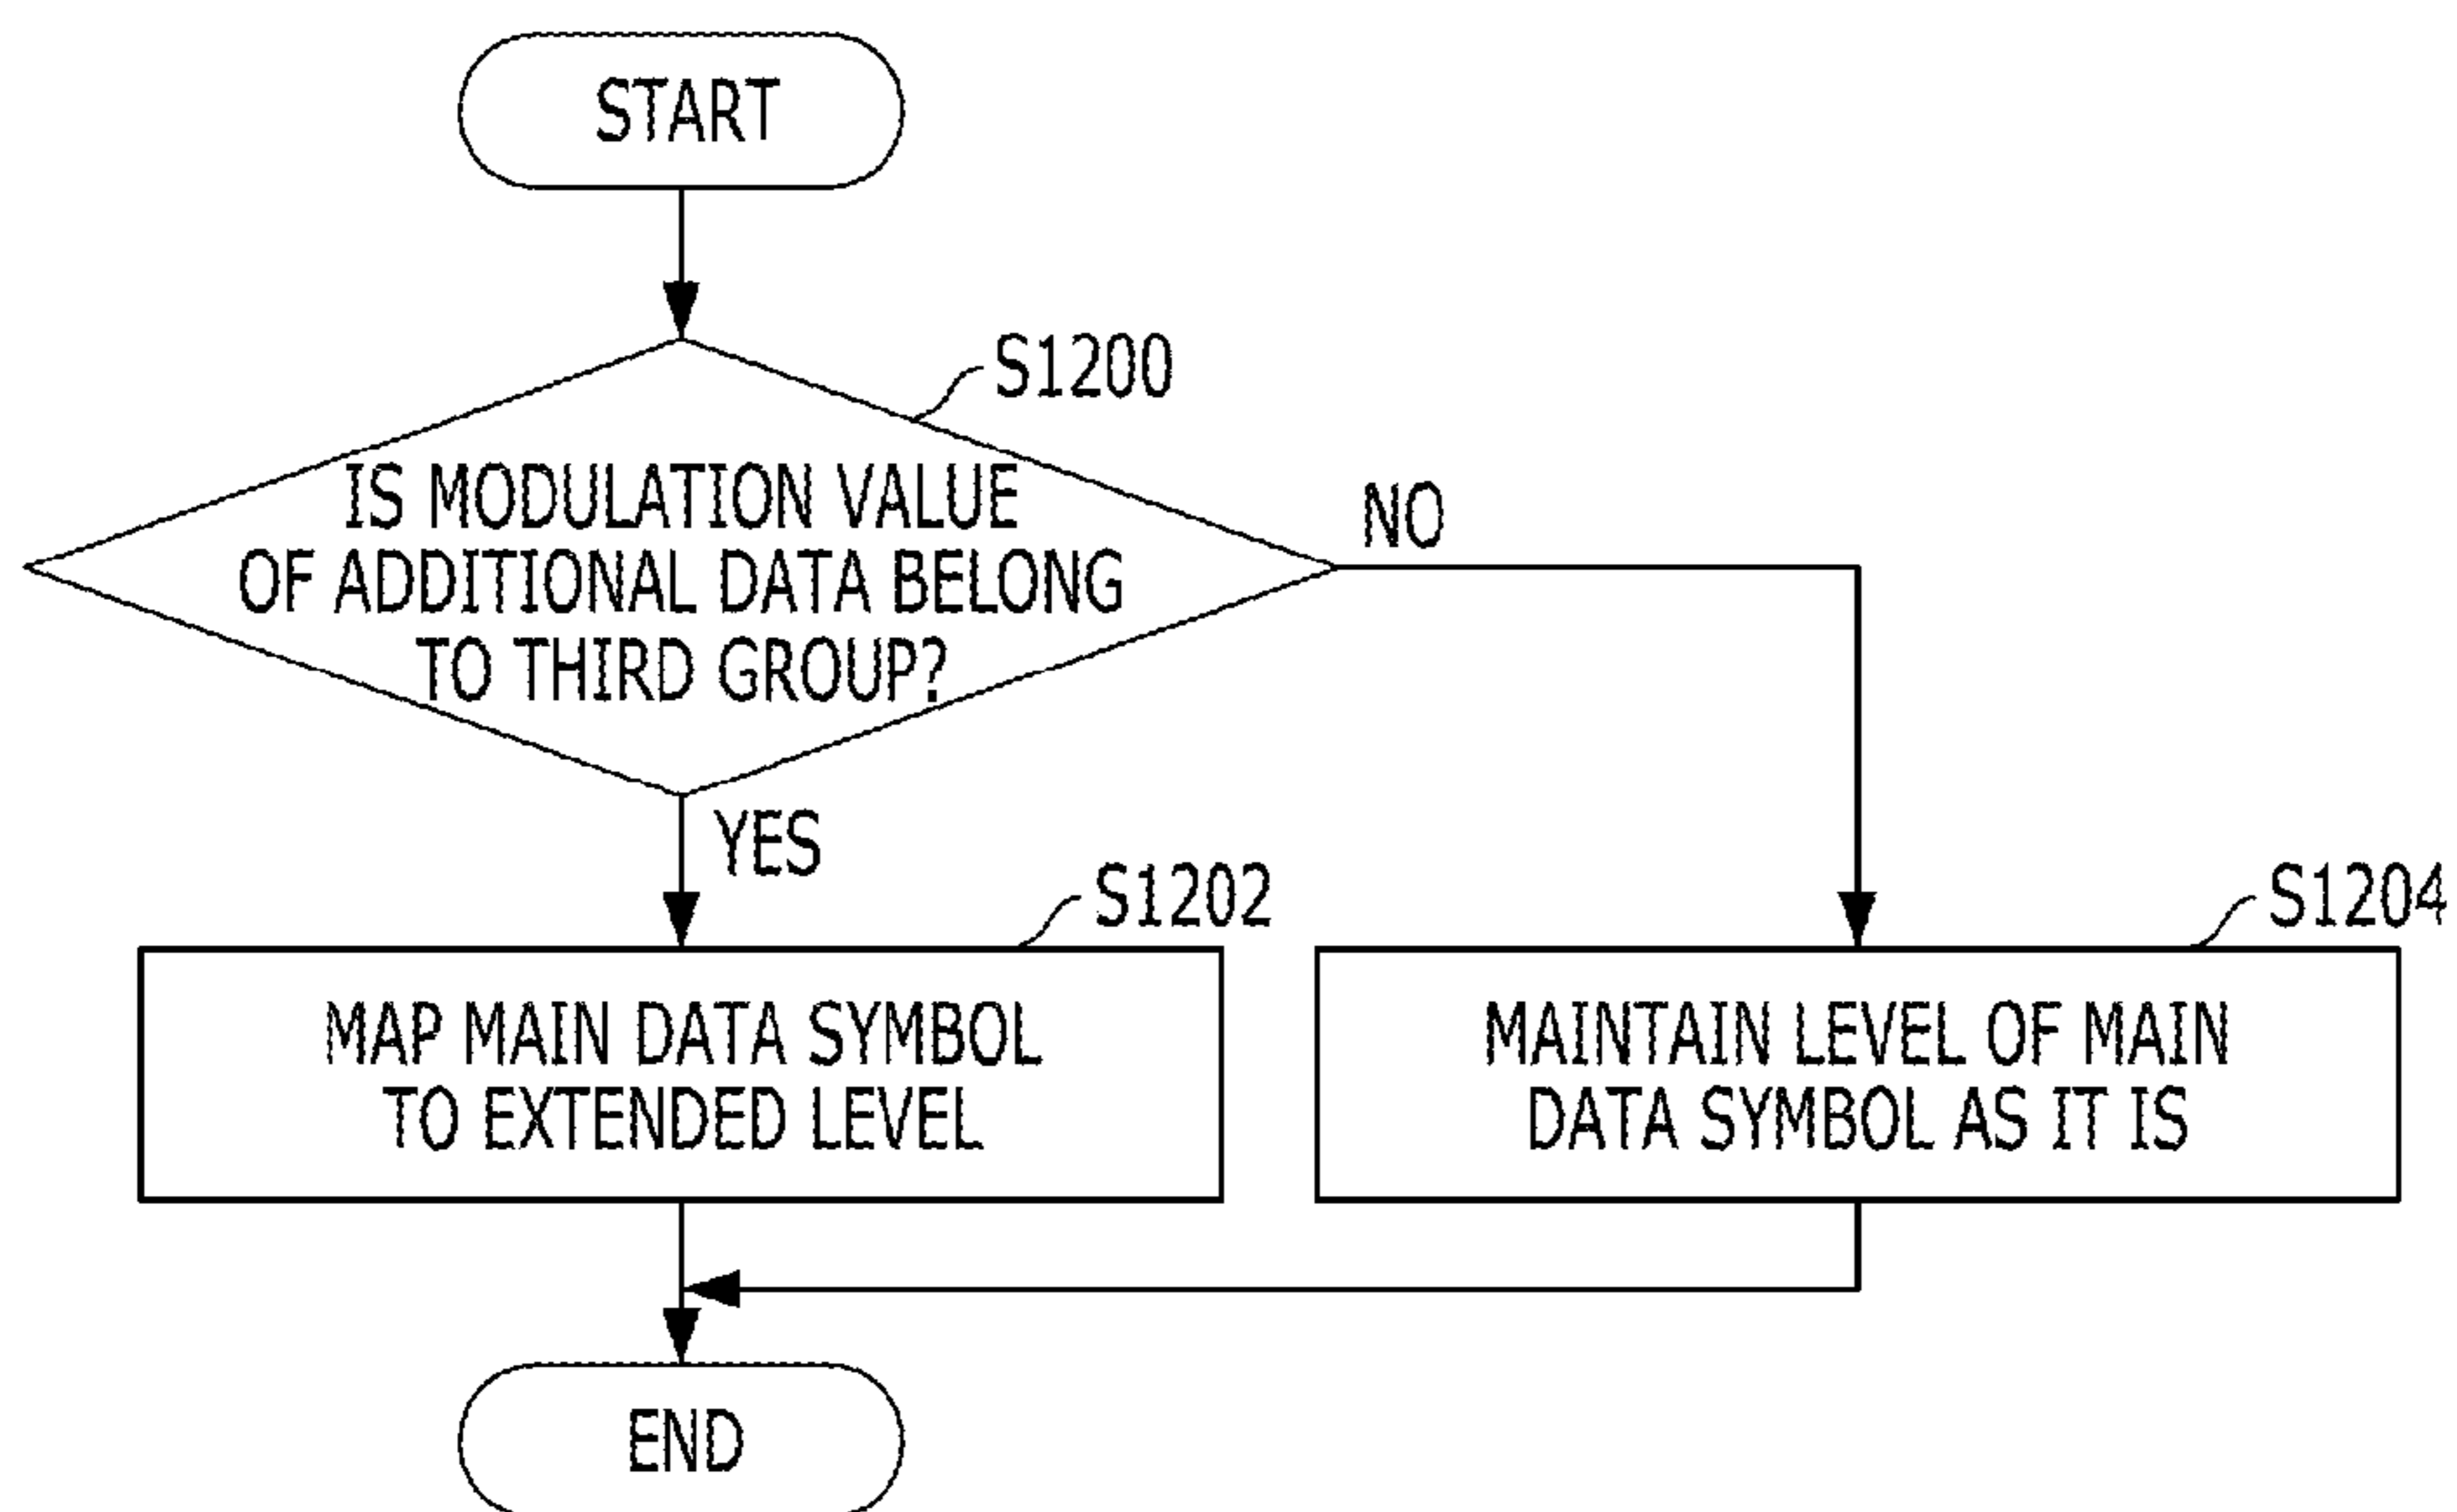 START
S1200
IS MODULATION VALUE
OF ADDITIONAL DATA BELONG
TO THIRD GROUP?
NO
YES
S1202
S1204
MAP MAIN DATA SYMBOL
TO EXTENDED LEVEL
MAINTAIN LEVEL OF MAIN
DATA SYMBOL AS IT IS
END